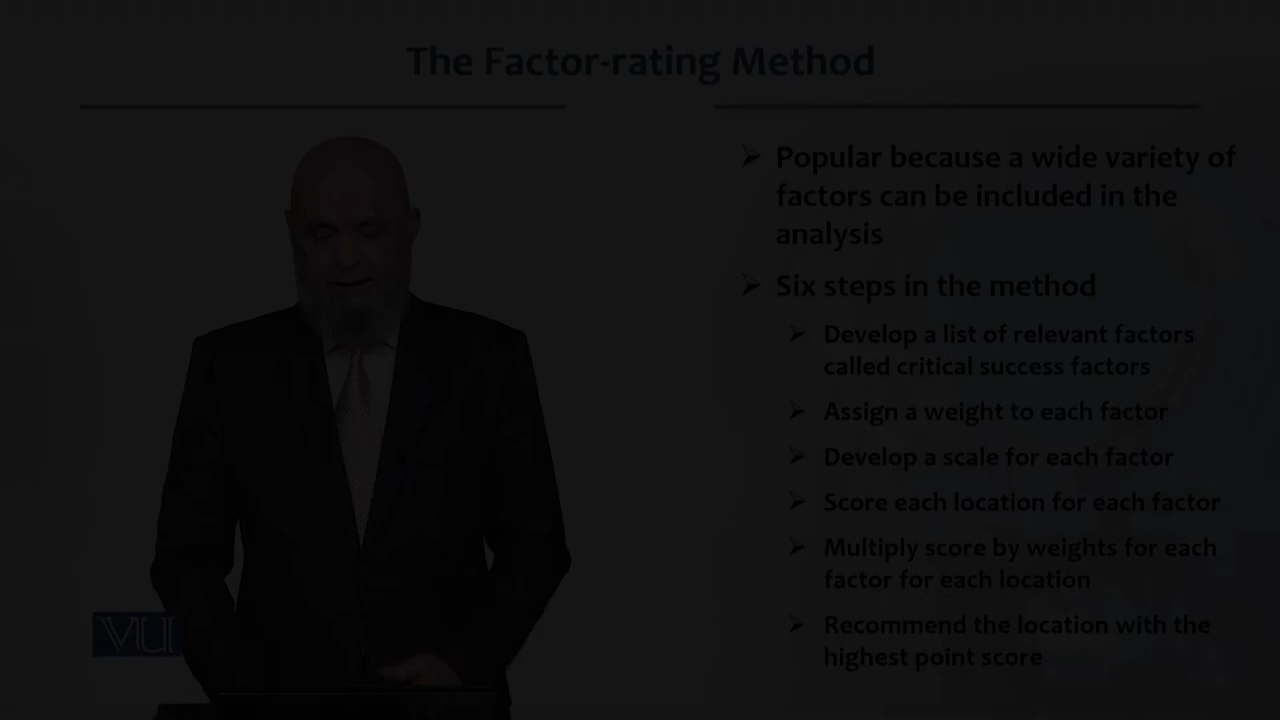 The Factor-rating Method
Popular because a wide variety of
factors can be included in the
analysis
Six steps in the method
Develop a list of relevant factors
called critical success factors
Assign a weight to each factor
Develop a scale for each factor
Score each location for each factor
Multiply score by weights for each
factor for each location
Recommend the location with the
highest point score
VU